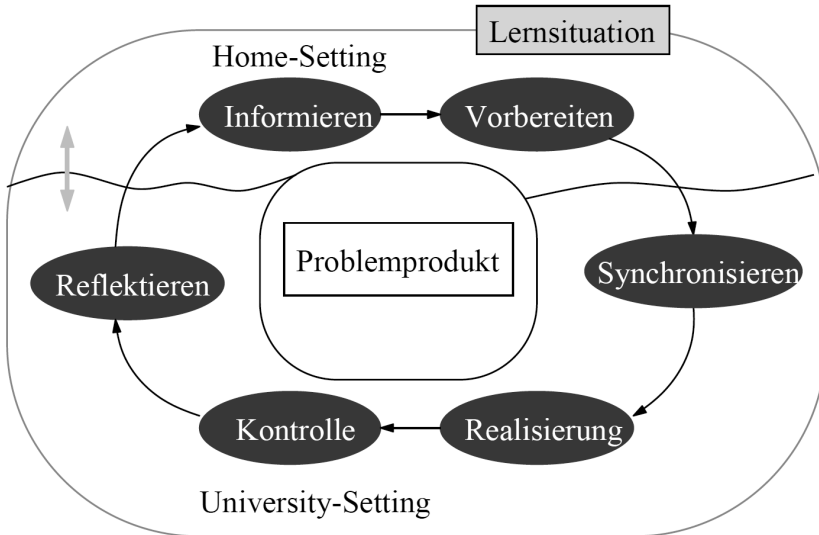 Lernsituation
Home-Setting
Informieren
Vorbereiten
Problemprodukt
Synchronisieren
Reflektieren
Kontrolle
Realisierung
University-Setting